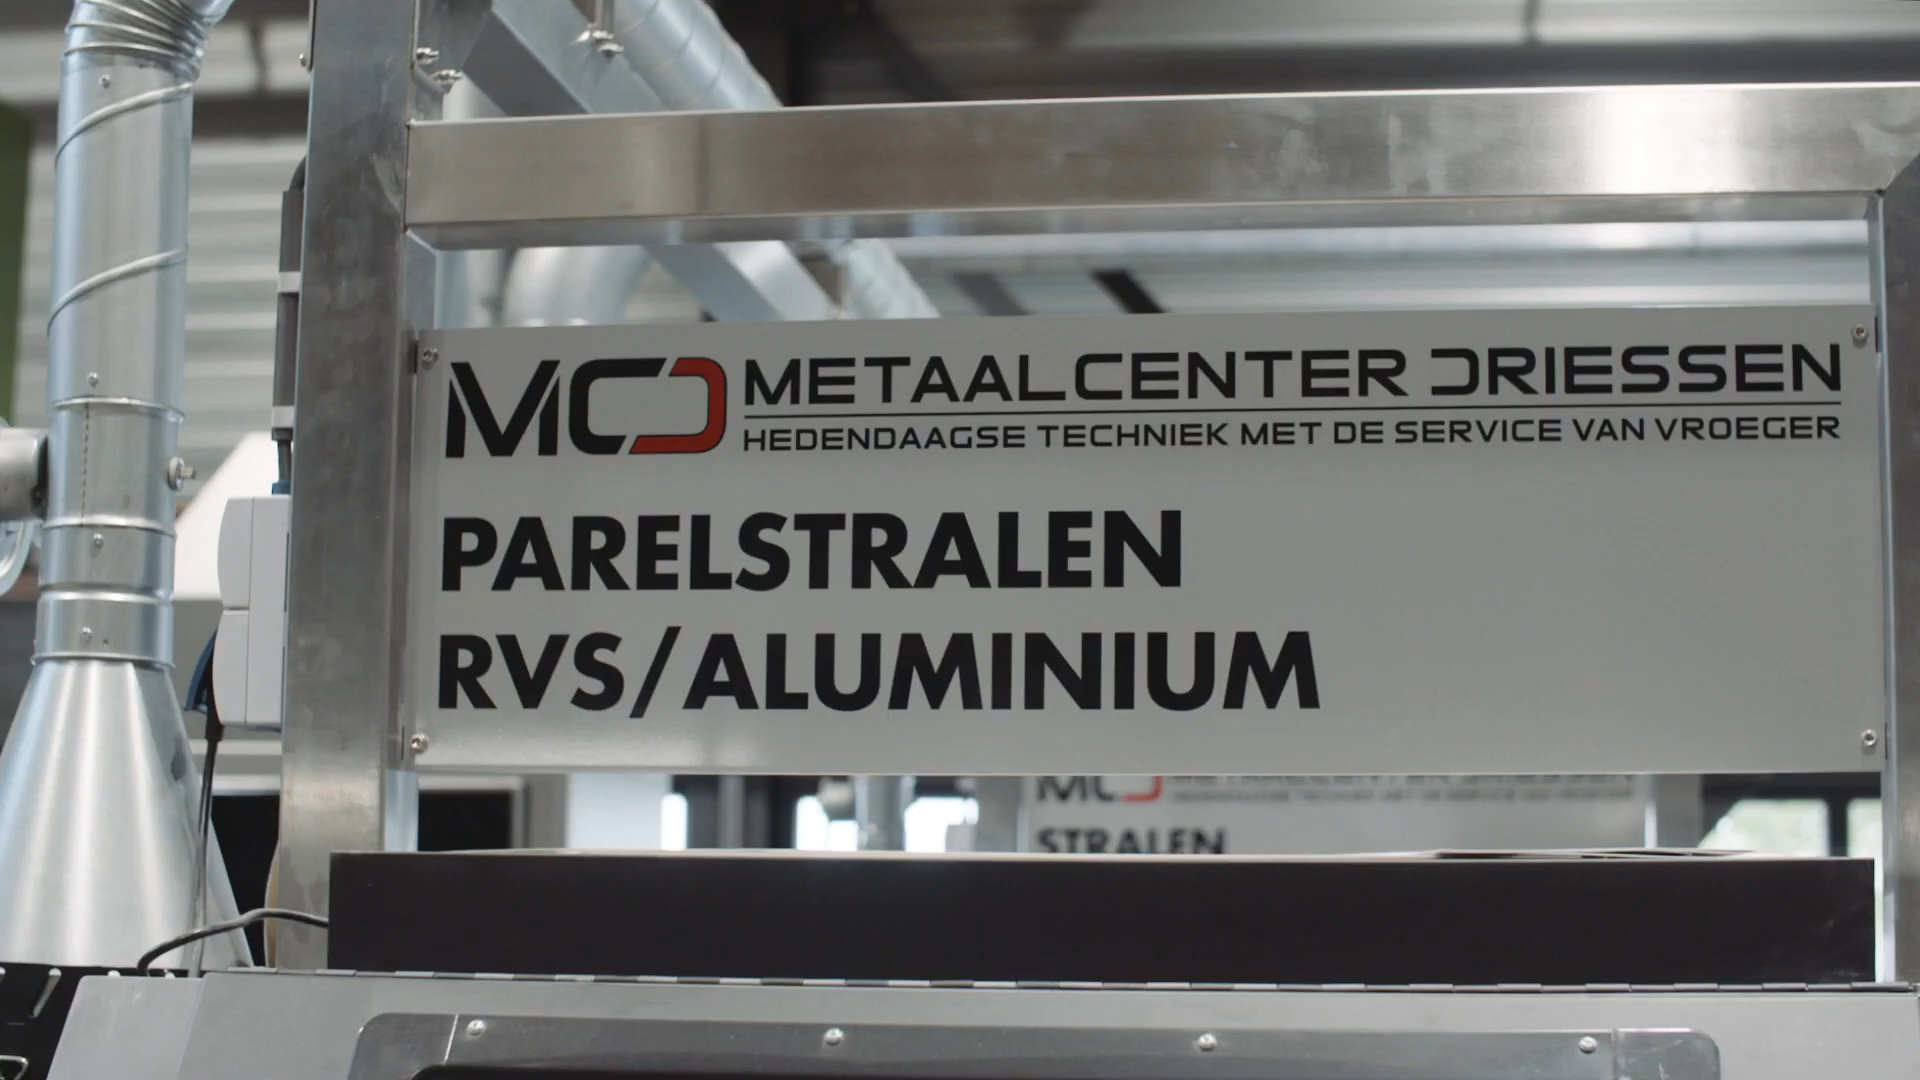 MCD METAALCENTER DRIESSEN
HEDENDAAGSE TECHNIEK MET DE SERVICE VAN VROEGER
PARELSTRALEN
RVS/ALUMINIUM
STRALEN